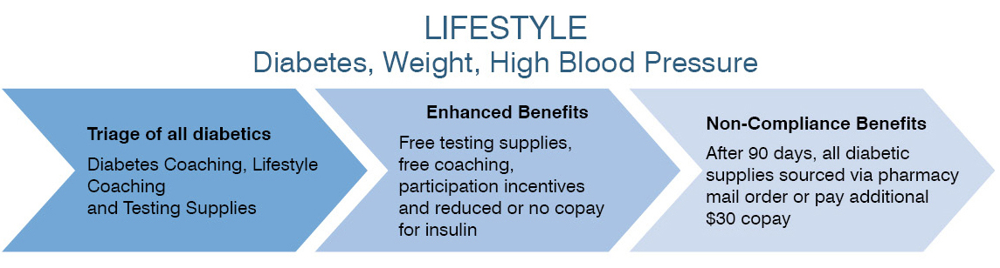 LIFESTYLE
Diabetes, Weight, High Blood Pressure
Triage of all diabetics
Diabetes Coaching, Lifestyle
Coaching
and Testing Supplies
Enhanced Benefits
Free testing supplies,
free coaching,
participation incentives
and reduced or no copay
for insulin
Non-Compliance Benefits
After 90 days, all diabetic
supplies sourced via pharmacy
mail order or pay additional
$30 copay